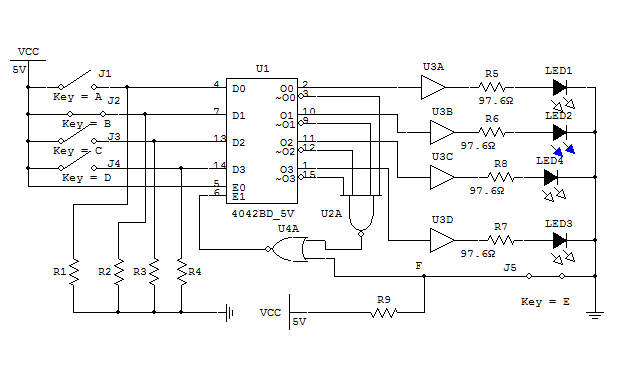 VCC
5V
J1
Key = A
J2
Key = B
J3
Key = C
J4
Key = D
U1
4
D0
O0
2
~O0
3
7
D1
O1
10
~O1
9
13
D2
O2
11
~O2
12
14
D3
O3
1
~O3
15
5
E0
6
E1
4042BD_5V
U2A
U4A
U3A
R5
97.6Ω
LED1
U3B
R6
97.6Ω
LED2
U3C
R8
97.6Ω
LED4
U3D
R7
97.6Ω
LED3
R1
R2
R3
R4
F
J5
Key = E
VCC
5V
R9